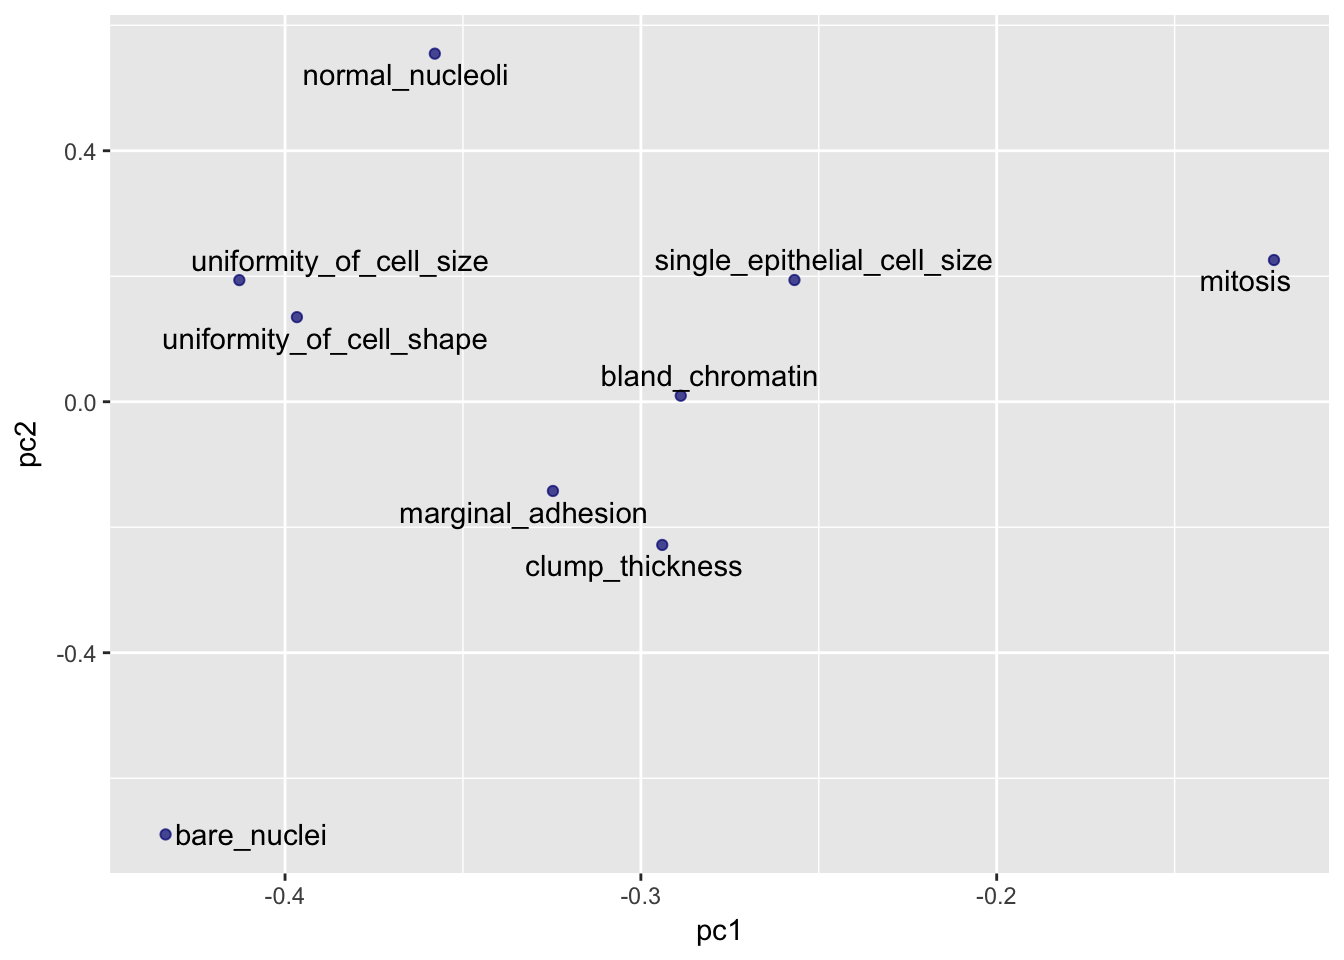 normal_nucleoli
0.4
uniformity_of_cell_size
single_epithelial_cell_size
mitosis
uniformity_of_cell_shape
bland_chromatin
0.0
pc2
marginal_adhesion
clump_thickness
-0.4
bare_nuclei
-0.4
-0.3
-0.2
pc1